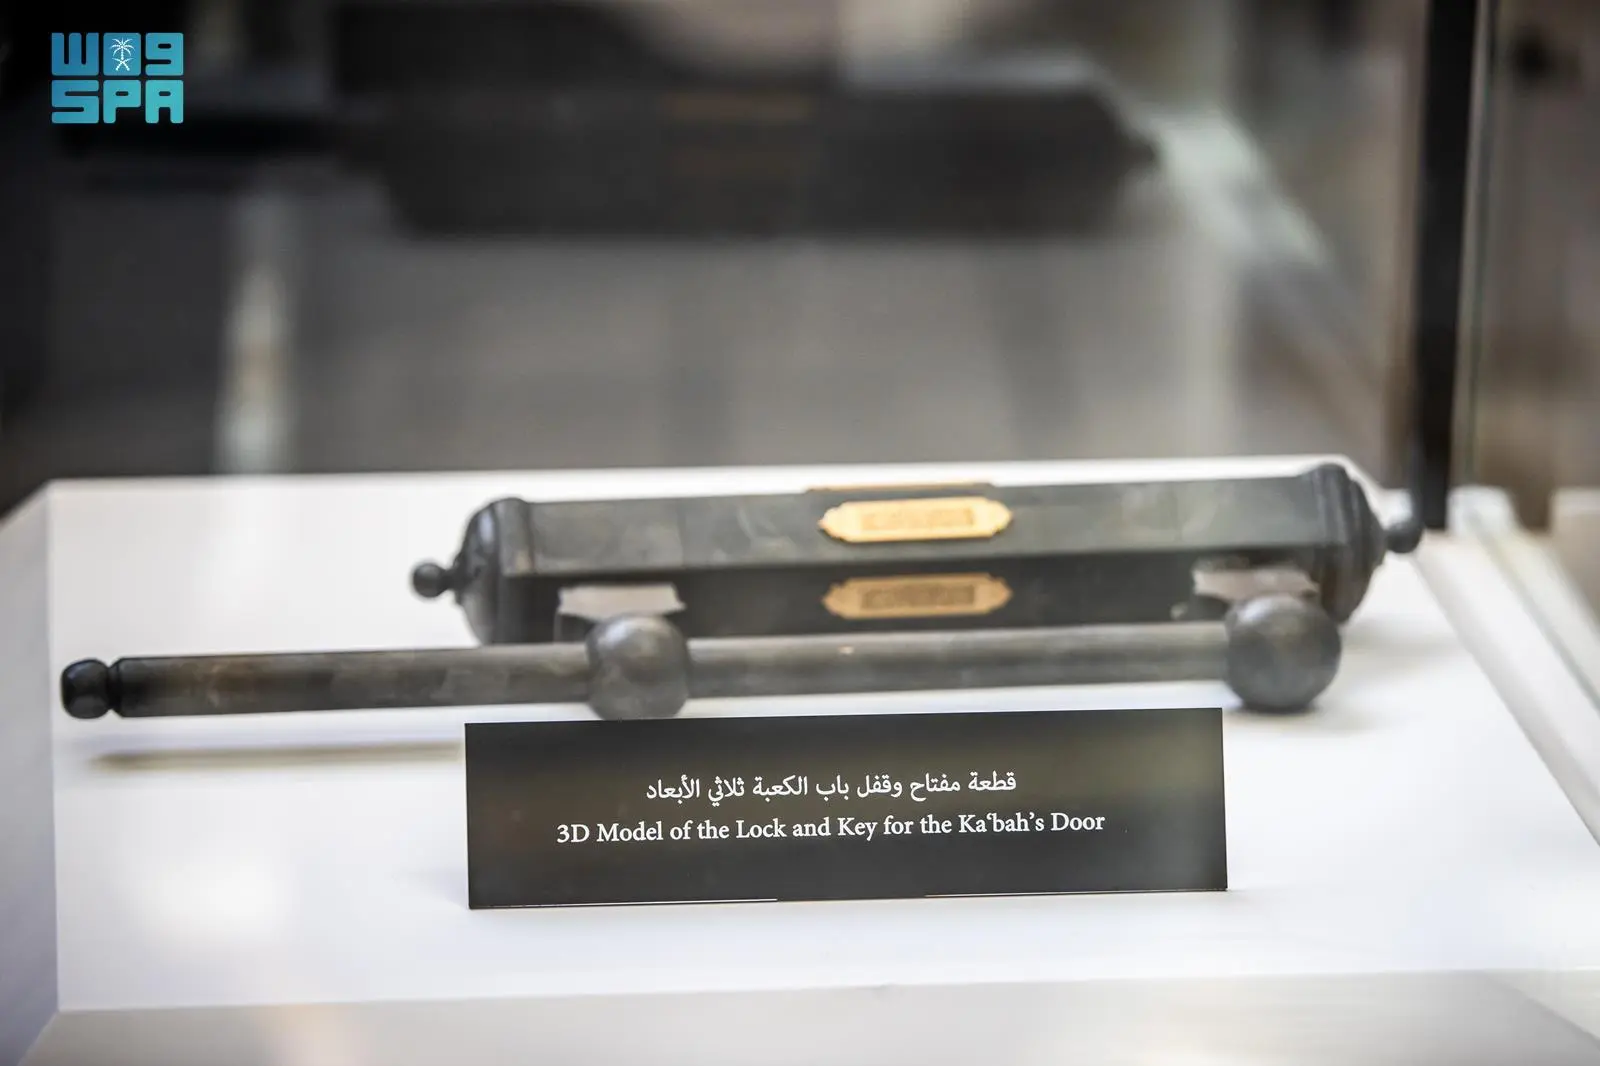 واس
SPA
قطعة مفتاح وقفل باب الكعبة ثلاثي الأبعاد
3D Model of the Lock and Key for the Ka‘bah’s Door